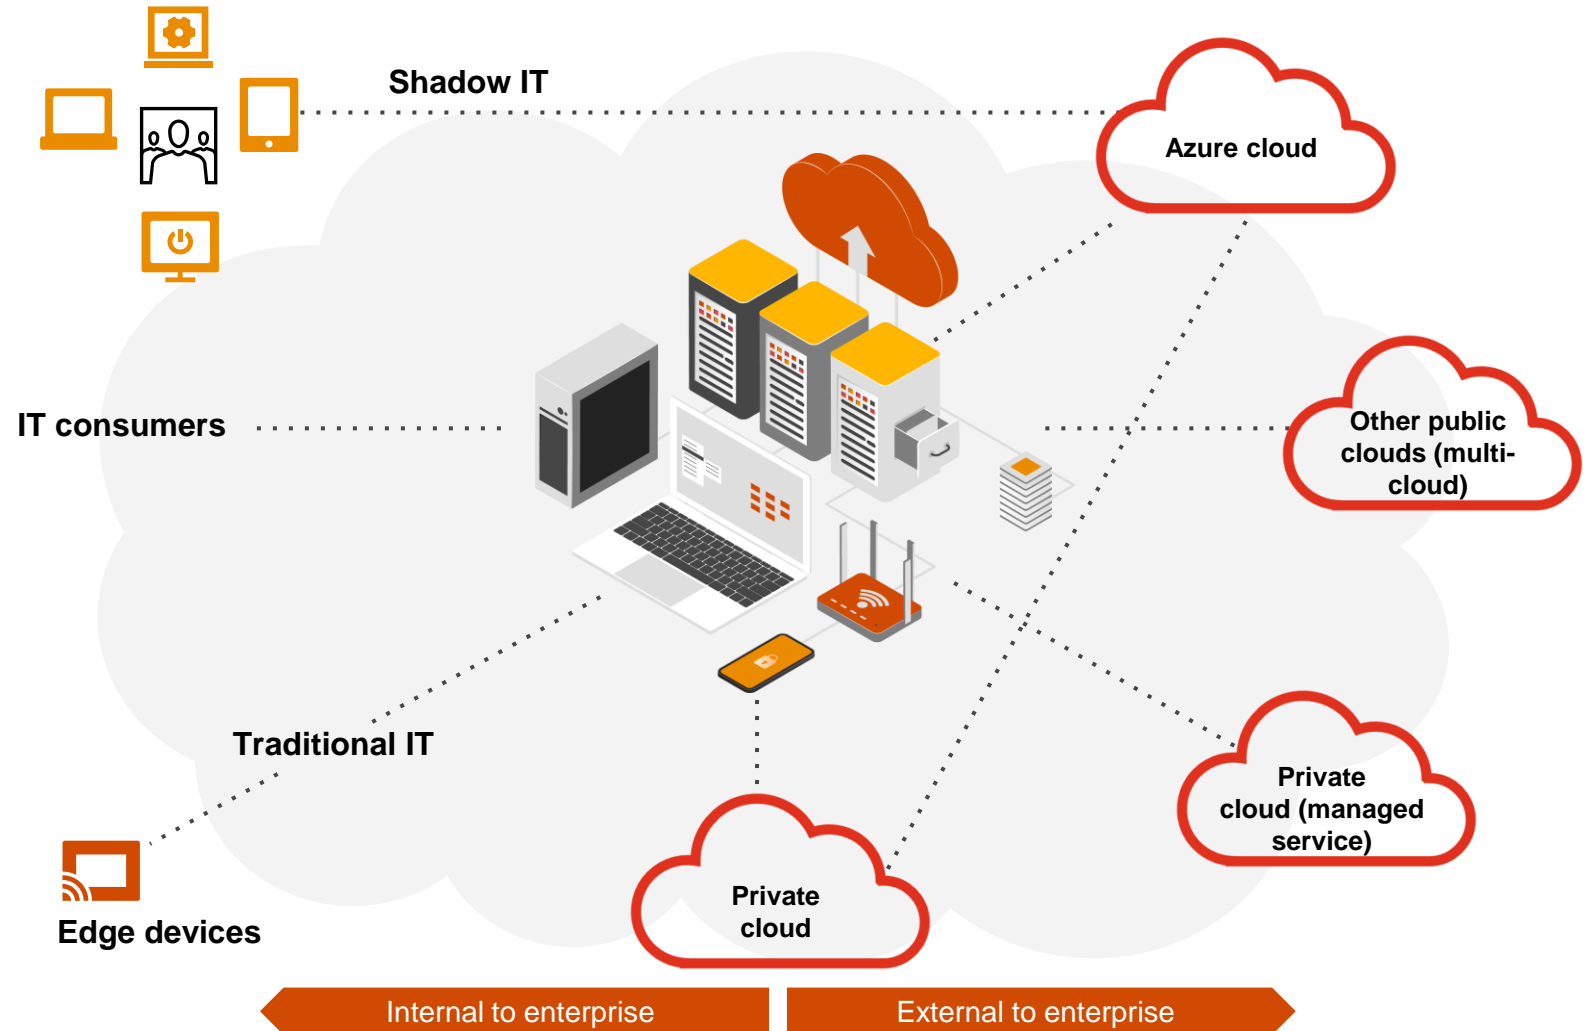 Shadow IT
Azure cloud
IT consumers
Other public
clouds (multi-
cloud)
Traditional IT
Private
cloud (managed
service)
Private
cloud
Edge devices
Internal to enterprise
External to enterprise